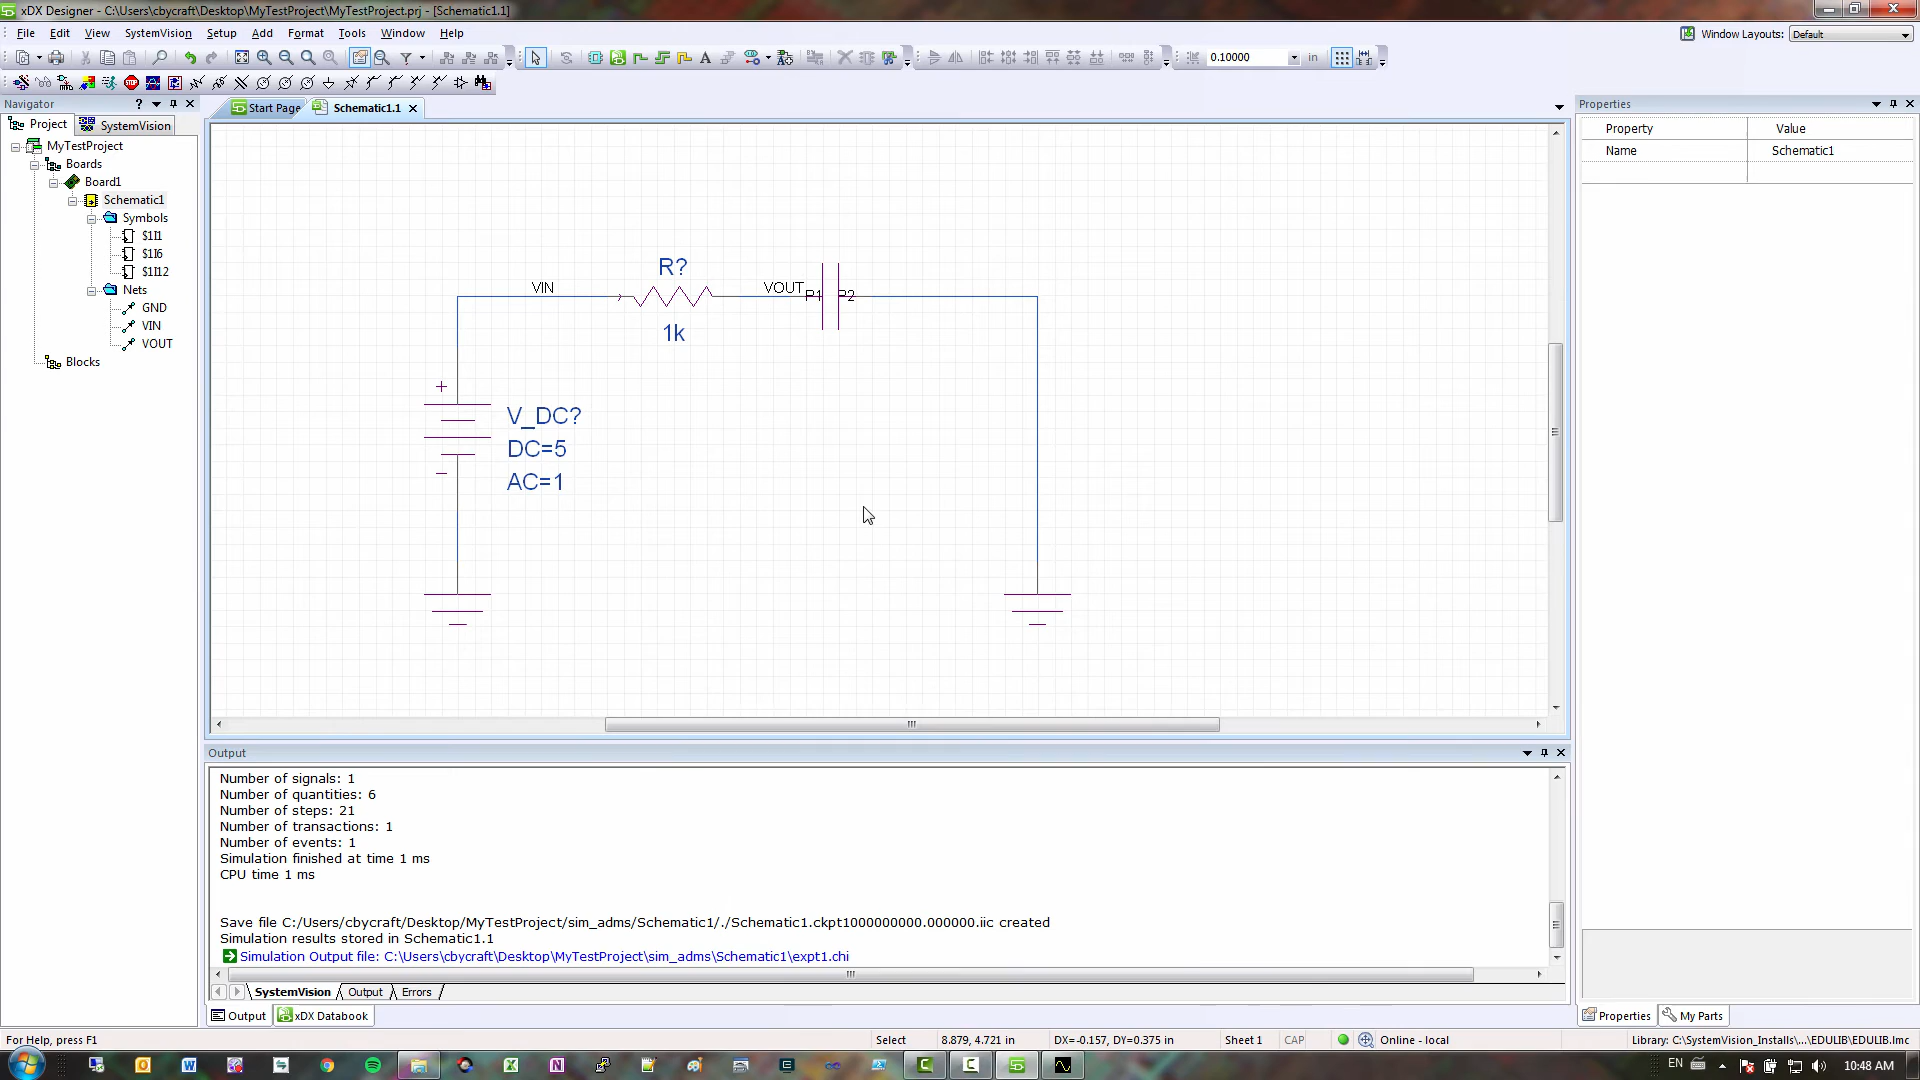 xDX Designer - C:\Users\cbycraft\Desktop\MyTestProject\MyTestProject.prj - [Schematic1.1]
File Edit View SystemVision Setup Add Format Tools Window Help
Window Layouts: Default
0.10000 in
Navigator
Project SystemVision
MyTestProject
Boards
Board1
Schematic1
Symbols
$1I1
$1I6
$1I12
Nets
GND
VIN
VOUT
Blocks
Start Page Schematic1.1
R?
VIN
VOUT P1 P2
1k
+
V_DC?
DC=5
AC=1
Properties
Property Value
Name Schematic1
Output
Number of signals: 1
Number of quantities: 6
Number of steps: 21
Number of transactions: 1
Number of events: 1
Simulation finished at time 1 ms
CPU time 1 ms
Save file C:/Users/cbycraft/Desktop/MyTestProject/sim_adms/Schematic1/./Schematic1.ckpt1000000000.000000.iic created
Simulation results stored in Schematic1.1
Simulation Output file: C:\Users\cbycraft\Desktop\MyTestProject\sim_adms\Schematic1\expt1.chi
SystemVision Output Errors
Output xDX Databook
Properties My Parts
For Help, press F1
Select 8.879, 4.721 in DX=-0.157, DY=0.375 in Sheet 1 CAP Online - local Library: C:\SystemVision_Installs\...\EDULIB\EDULIB.lmc
EN 10:48 AM